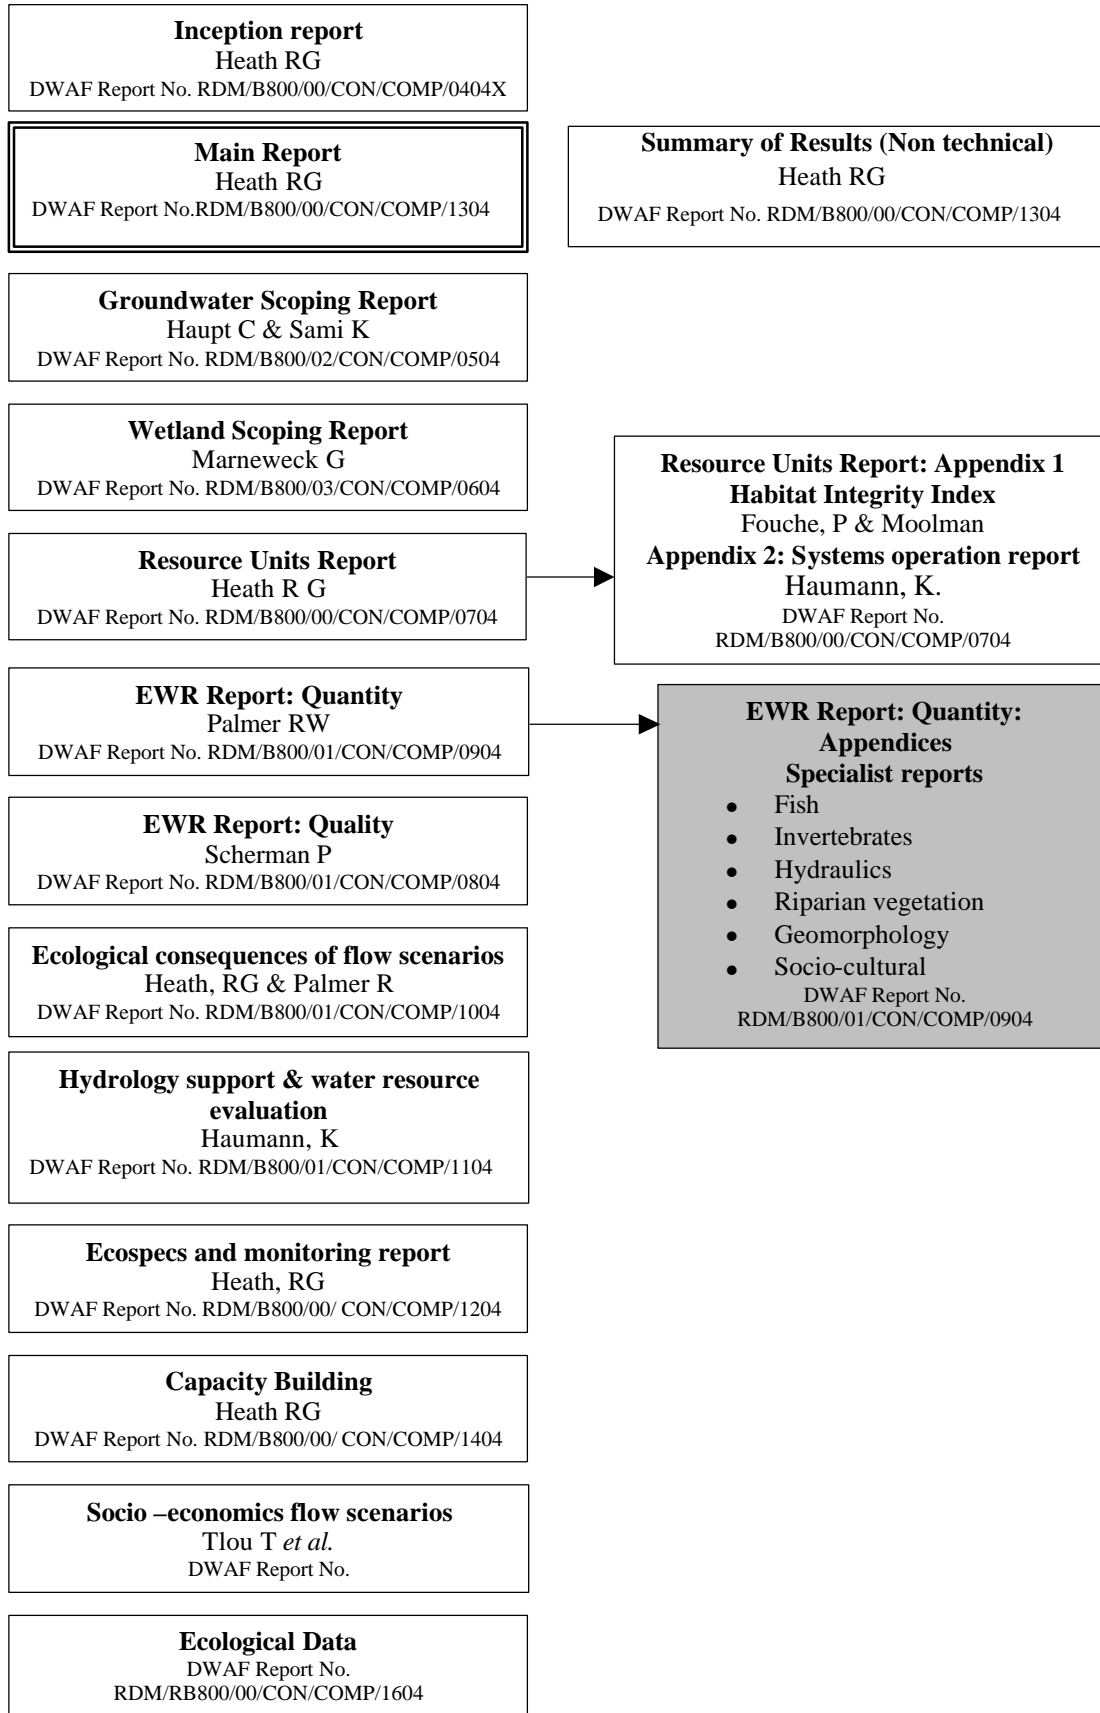 Inception report
Heath RG
DWAF Report No. RDM/B800/00/CON/COMP/0404X
Main Report
Heath RG
DWAF Report No.RDM/B800/00/CON/COMP/1304
Summary of Results (Non technical)
Heath RG
DWAF Report No. RDM/B800/00/CON/COMP/1304
Groundwater Scoping Report
Haupt C & Sami K
DWAF Report No. RDM/B800/02/CON/COMP/0504
Wetland Scoping Report
Marneweck G
DWAF Report No. RDM/B800/03/CON/COMP/0604
Resource Units Report
Heath R G
DWAF Report No. RDM/B800/00/CON/COMP/0704
Resource Units Report: Appendix 1
Habitat Integrity Index
Fouche, P & Moolman
Appendix 2: Systems operation report
Haumann, K.
DWAF Report No.
RDM/B800/00/CON/COMP/0704
EWR Report: Quantity
Palmer RW
DWAF Report No. RDM/B800/01/CON/COMP/0904
EWR Report: Quantity:
Appendices
Specialist reports
• Fish
• Invertebrates
• Hydraulics
• Riparian vegetation
• Geomorphology
• Socio-cultural
DWAF Report No.
RDM/B800/01/CON/COMP/0904
EWR Report: Quality
Scherman P
DWAF Report No. RDM/B800/01/CON/COMP/0804
Ecological consequences of flow scenarios
Heath, RG & Palmer R
DWAF Report No. RDM/B800/01/CON/COMP/1004
Hydrology support & water resource
evaluation
Haumann, K
DWAF Report No. RDM/B800/01/CON/COMP/1104
Ecospecs and monitoring report
Heath, RG
DWAF Report No. RDM/B800/00/ CON/COMP/1204
Capacity Building
Heath RG
DWAF Report No. RDM/B800/00/ CON/COMP/1404
Socio –economics flow scenarios
Tlou T et al.
DWAF Report No.
Ecological Data
DWAF Report No.
RDM/RB800/00/CON/COMP/1604